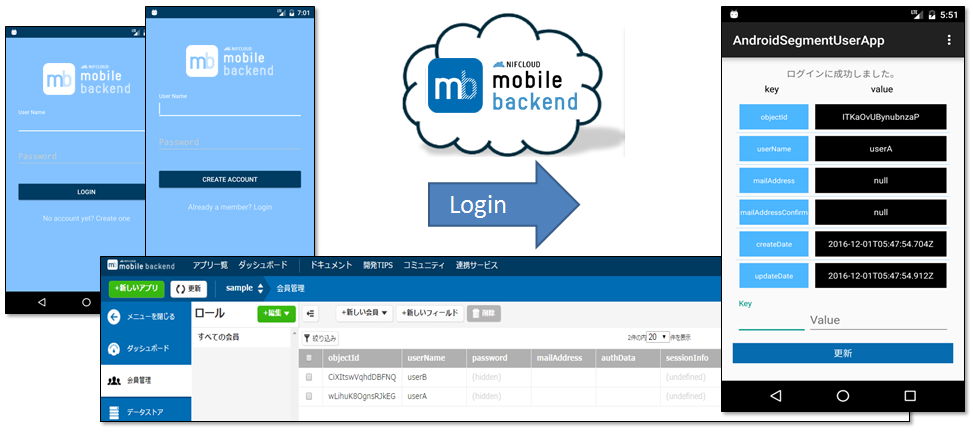 NIFCLOUD
mobile
backend
User Name
Password
LOGIN
No account yet? Create one
7:01
NIFCLOUD
mobile
backend
User Name
Password
CREATE ACCOUNT
Already a member? Login
NIFCLOUD
mobile
backend
Login
5:51
AndroidSegmentUserApp
ログインに成功しました。
key value
objectId ITKaOvUBynubnzaP
userName userA
mailAddress null
mailAddressConfirm null
createDate 2016-12-01T05:47:54.704Z
updateDate 2016-12-01T05:47:54.912Z
Key
Value
更新
NIFCLOUD
mobile backend アプリ一覧 ダッシュボード ドキュメント 開発TIPS コミュニティ 連携サービス
+新しいアプリ 更新 sample 会員管理
メニューを閉じる
ダッシュボード
会員管理
データストア
ロール +編集
すべての会員
+新しい会員 +新しいフィールド 削除
絞り込み 2件の内 20 件を表示
objectId userName password mailAddress authData sessionInfo
CiXItswVqhdDBFNQ userB (hidden) (undefined)
wLihuK8OgnsRJkEG userA (hidden) (undefined)